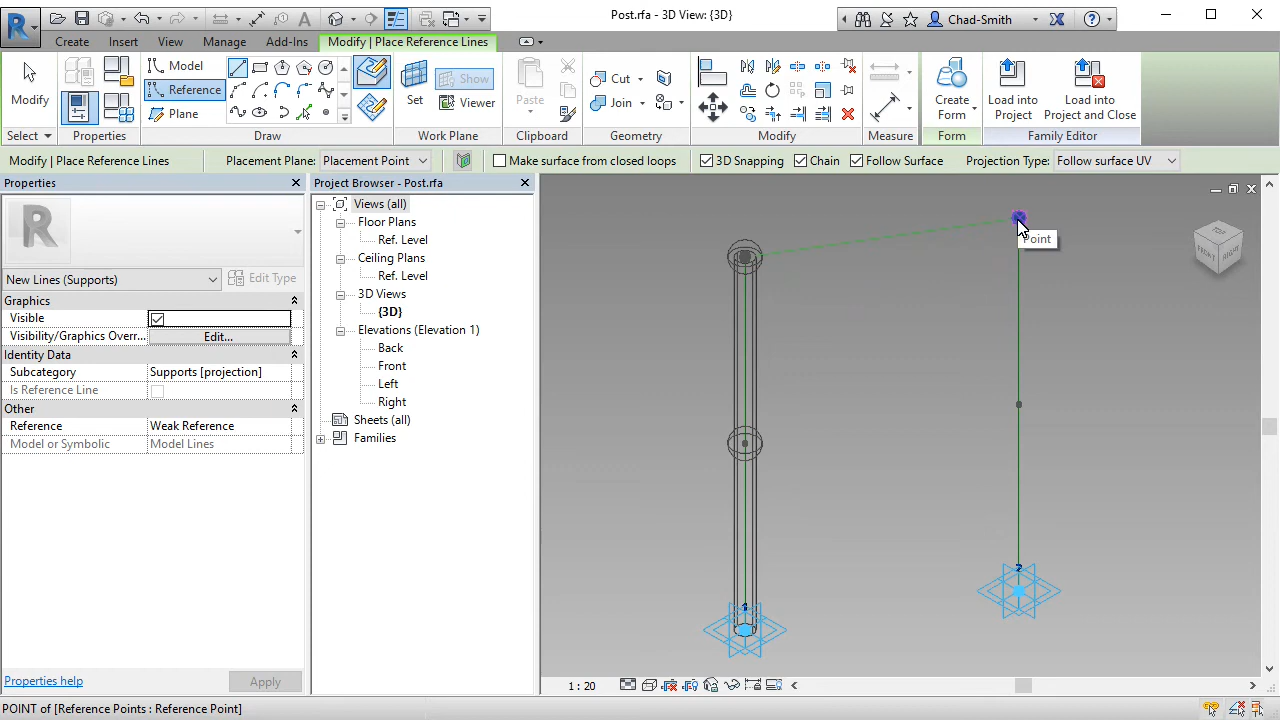 Post.rfa - 3D View: {3D}
Chad-Smith
Create Insert View Manage Add-Ins Modify | Place Reference Lines
Modify
Model
Reference
Plane
Set
Show
Viewer
Paste
Cut
Join
Create Form
Load into Project
Load into Project and Close
Select Properties Draw Work Plane Clipboard Geometry Modify Measure Form Family Editor
Modify | Place Reference Lines Placement Plane: Placement Point Make surface from closed loops 3D Snapping Chain Follow Surface Projection Type: Follow surface UV
Properties
R
New Lines (Supports) Edit Type
Graphics
Visible
Visibility/Graphics Overr... Edit...
Identity Data
Subcategory Supports [projection]
Is Reference Line
Other
Reference Weak Reference
Model or Symbolic Model Lines
Properties help Apply
Project Browser - Post.rfa
Views (all)
Floor Plans
Ref. Level
Ceiling Plans
Ref. Level
3D Views
{3D}
Elevations (Elevation 1)
Back
Front
Left
Right
Sheets (all)
Families
Point
TOP
FRONT RIGHT
2
1
1 : 20
POINT of [Reference Points : Reference Point]